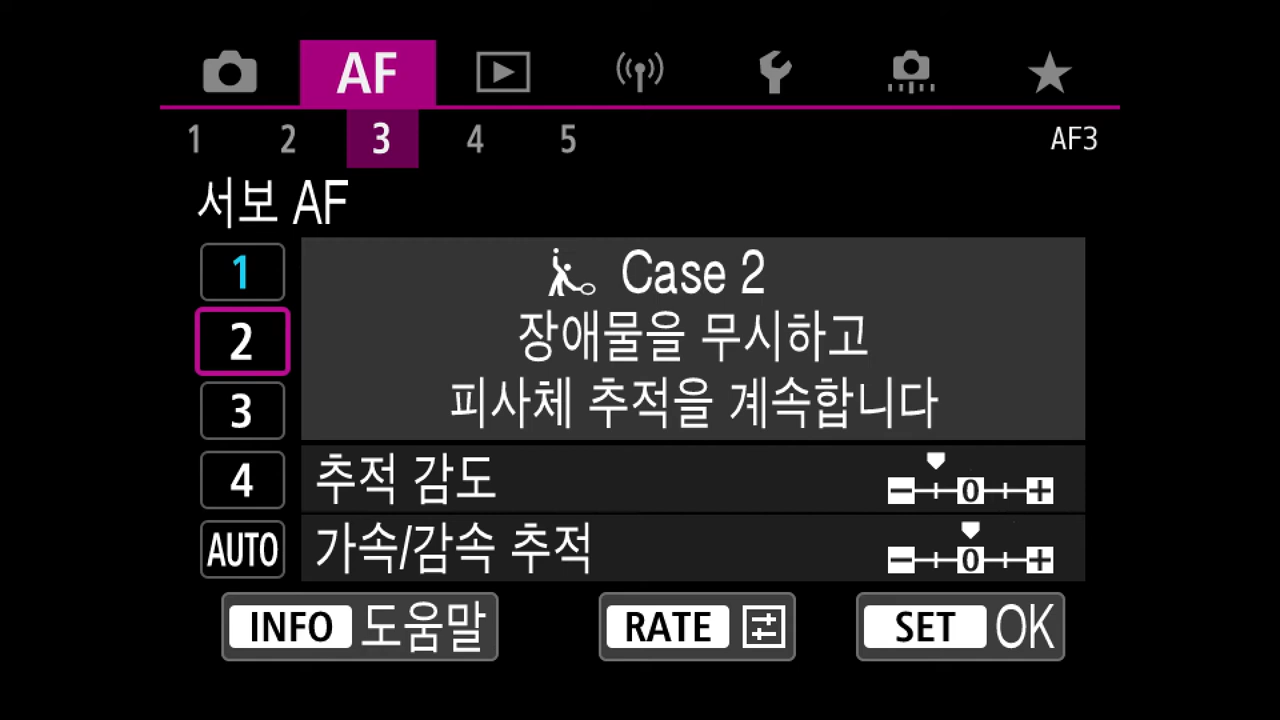 AF
1 2 3 4 5 AF3
서보 AF
1
2
3
4
AUTO
Case 2
장애물을 무시하고
피사체 추적을 계속합니다
추적 감도 − 0 +
가속/감속 추적 − 0 +
INFO 도움말 RATE SET OK